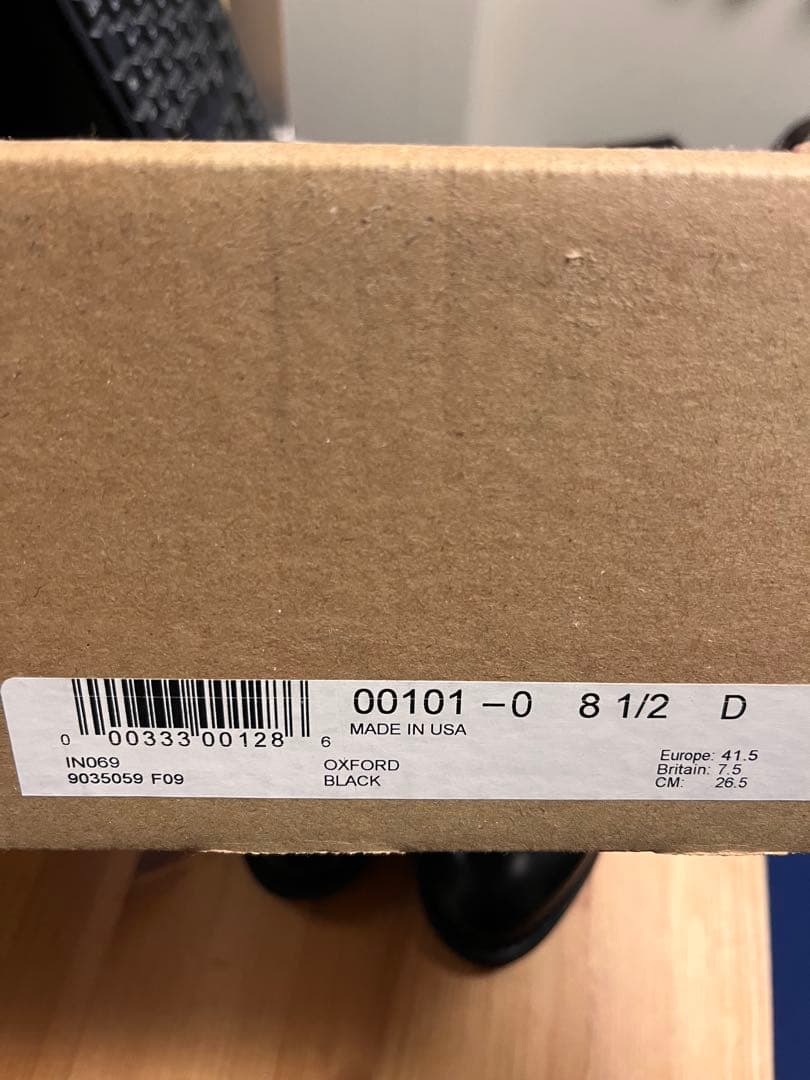 00101 -0 8 1/2 D
MADE IN USA
0 00333 00128 6
IN069
9035059 F09
OXFORD
BLACK
Europe: 41.5
Britain: 7.5
CM: 26.5